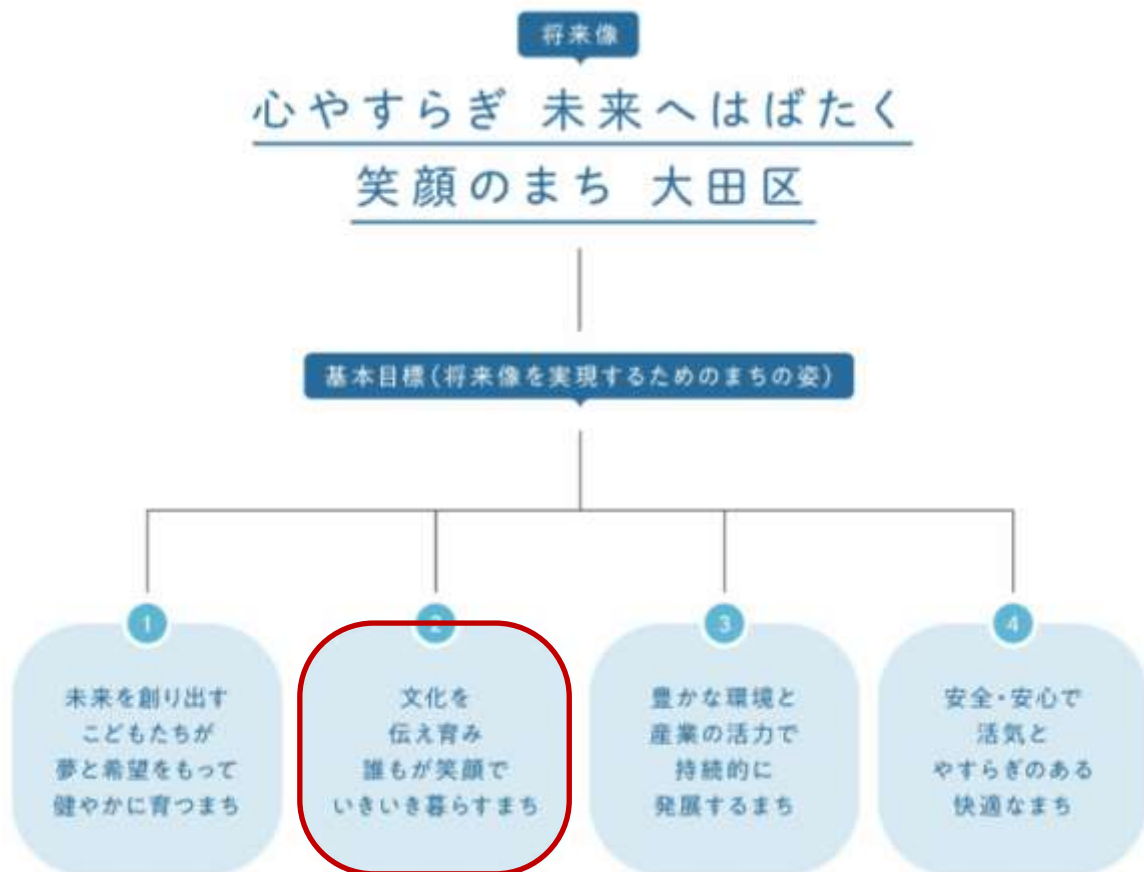 将来像
心やすらぎ 未来へはばたく
笑顔のまち 大田区
基本目標(将来像を実現するためのまちの姿)
1
未来を創り出す
こどもたちが
夢と希望をもって
健やかに育つまち
2
文化を
伝え育み
誰もが笑顔で
いきいき暮らすまち
3
豊かな環境と
産業の活力で
持続的に
発展するまち
4
安全・安心で
活気と
やすらぎのある
快適なまち